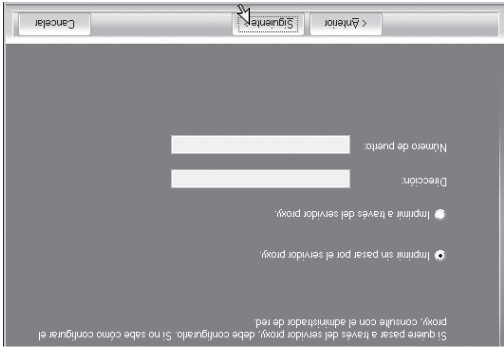 Si quiere pasar a través del servidor proxy, debe configurarlo. Si no sabe cómo configurar el
proxy, consulte con el administrador de red.
Imprimir sin pasar por el servidor proxy.
Imprimir a través del servidor proxy.
Dirección:
Número de puerto:
< Anterior
Siguiente >
Cancelar